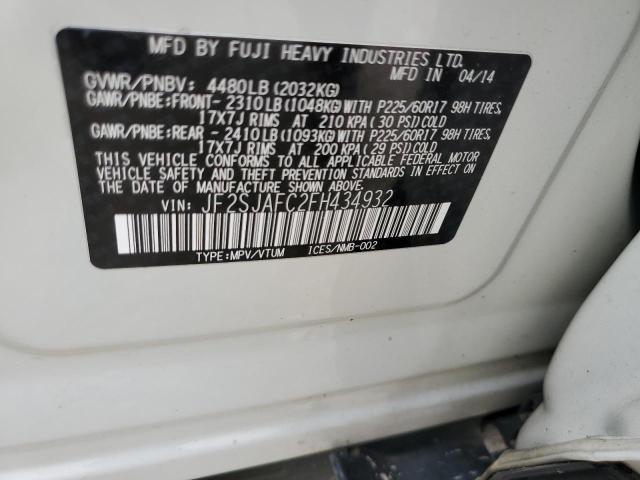 MFD BY FUJI HEAVY INDUSTRIES LTD.
MFD IN 04/14
GVWR/PNBV: 4480LB(2032KG)
GAWR/PNBE:FRONT- 2310LB(1048KG)WITH P225/60R17 98H TIRES,
17X7J RIMS AT 210 KPA( 30 PSI)COLD
GAWR/PNBE:REAR - 2410LB(1093KG)WITH P225/60R17 98H TIRES,
17X7J RIMS AT 200 KPA( 29 PSI)COLD
THIS VEHICLE CONFORMS TO ALL APPLICABLE FEDERAL MOTOR
VEHICLE SAFETY STANDARDS IN EFFECT ON THE DATE OF
MANUFACTURE SHOWN ABOVE.
VIN: JF2SJAFC2FH434932
TYPE:MPV/VTUM ICES/NMB-002